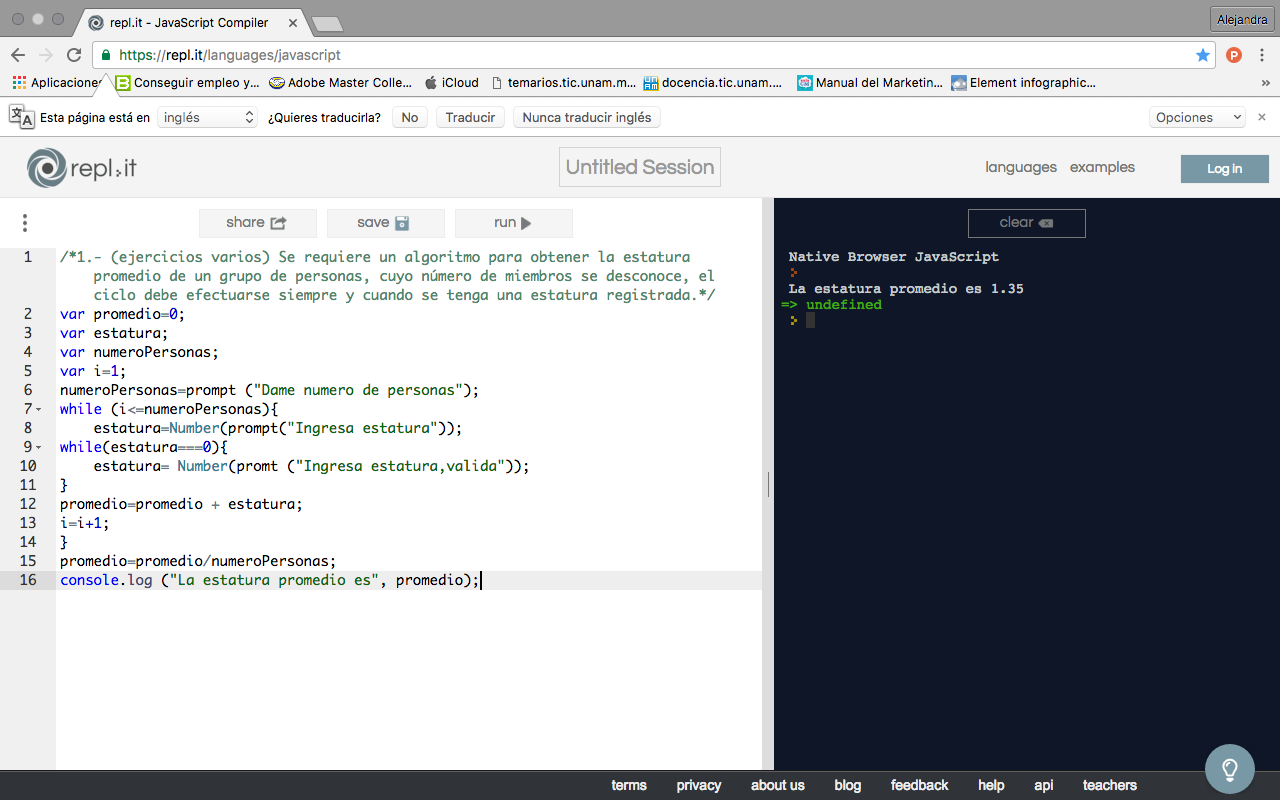 repl.it - JavaScript Compiler
Alejandra
https://repl.it/languages/javascript
Aplicaciones Conseguir empleo y... Adobe Master Colle... iCloud temarios.tic.unam.m... docencia.tic.unam.... Manual del Marketin... Element infographic... »
Esta página está en inglés ¿Quieres traducirla? No Traducir Nunca traducir inglés Opciones
repl.it Untitled Session languages examples Log in
share save run clear
1 /*1.- (ejercicios varios) Se requiere un algoritmo para obtener la estatura
promedio de un grupo de personas, cuyo número de miembros se desconoce, el
ciclo debe efectuarse siempre y cuando se tenga una estatura registrada.*/
2 var promedio=0;
3 var estatura;
4 var numeroPersonas;
5 var i=1;
6 numeroPersonas=prompt ("Dame numero de personas");
7 while (i<=numeroPersonas){
8 estatura=Number(prompt("Ingresa estatura"));
9 while(estatura===0){
10 estatura= Number(promt ("Ingresa estatura,valida"));
11 }
12 promedio=promedio + estatura;
13 i=i+1;
14 }
15 promedio=promedio/numeroPersonas;
16 console.log ("La estatura promedio es", promedio);
Native Browser JavaScript
La estatura promedio es 1.35
=> undefined
terms privacy about us blog feedback help api teachers